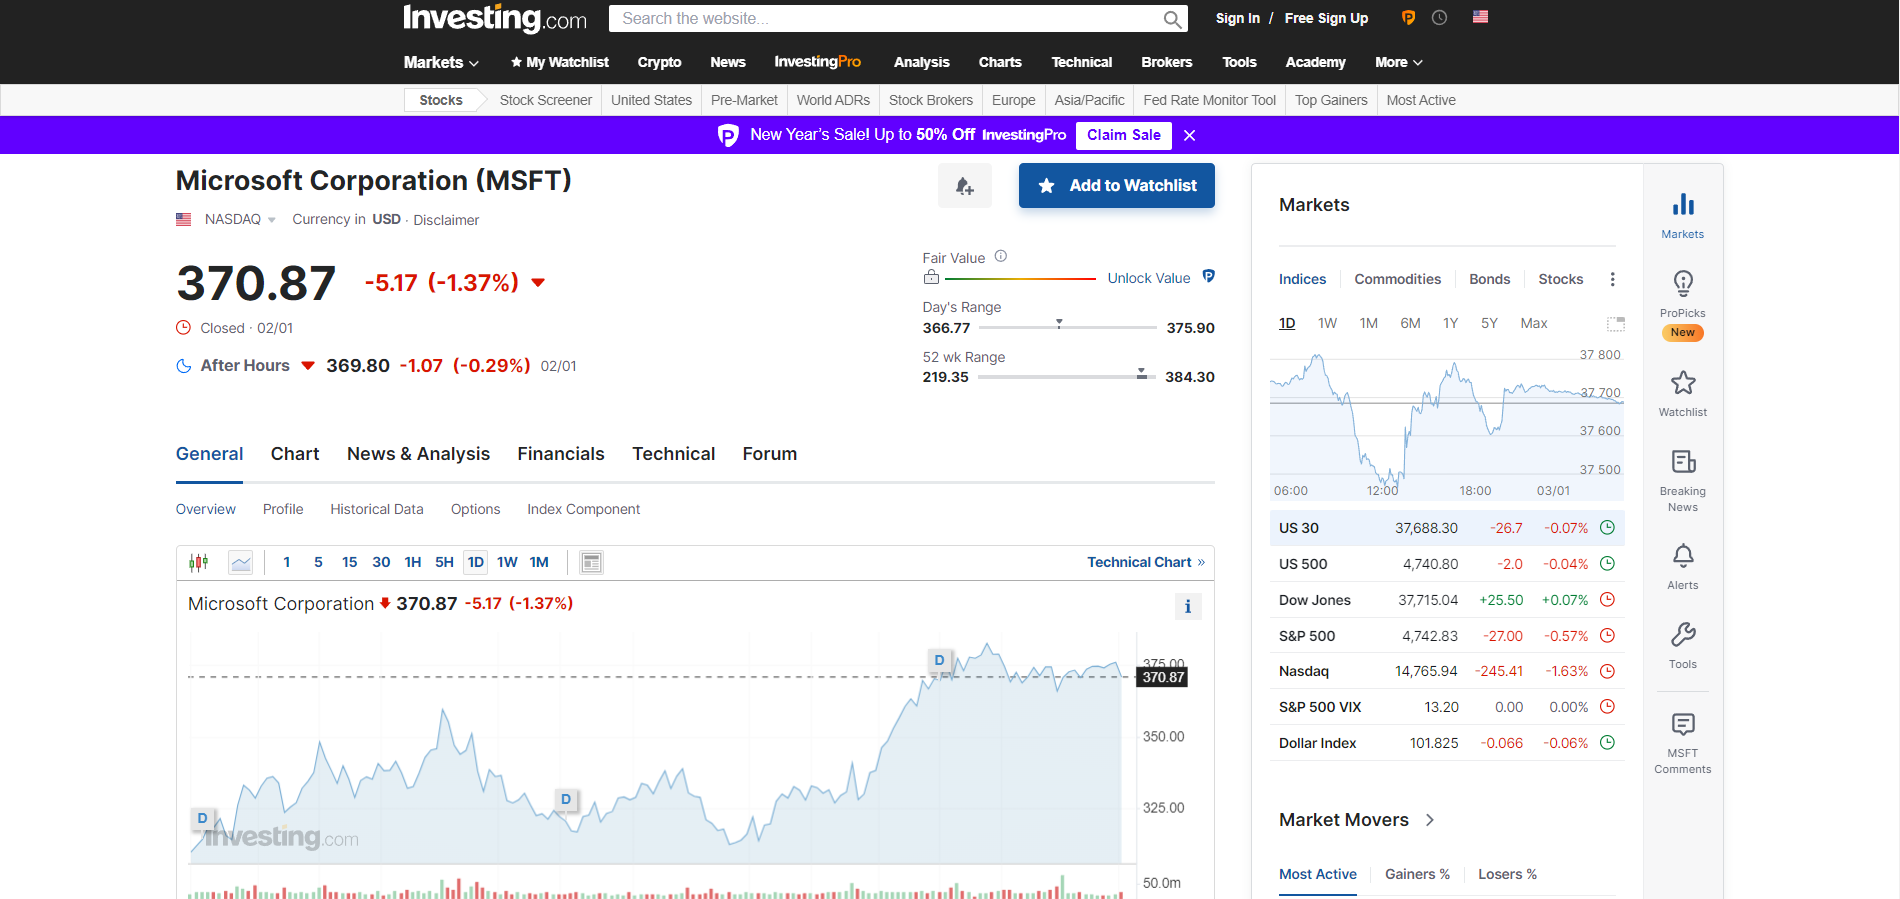 Investing.com
Search the website...
Sign In / Free Sign Up
Markets
My Watchlist
Crypto
News
InvestingPro
Analysis
Charts
Technical
Brokers
Tools
Academy
More
Stocks
Stock Screener
United States
Pre-Market
World ADRs
Stock Brokers
Europe
Asia/Pacific
Fed Rate Monitor Tool
Top Gainers
Most Active
New Year's Sale! Up to 50% Off InvestingPro
Claim Sale
Microsoft Corporation (MSFT)
NASDAQ
Currency in USD · Disclaimer
370.87 -5.17 (-1.37%)
Closed · 02/01
After Hours 369.80 -1.07 (-0.29%) 02/01
Add to Watchlist
Fair Value
Unlock Value
Day's Range
366.77 375.90
52 wk Range
219.35 384.30
General
Chart
News & Analysis
Financials
Technical
Forum
Overview
Profile
Historical Data
Options
Index Component
1 5 15 30 1H 5H 1D 1W 1M
Technical Chart »
Microsoft Corporation 370.87 -5.17 (-1.37%)
i
D
D
D
375.00
370.87
350.00
325.00
50.0m
Investing.com
Markets
Indices
Commodities
Bonds
Stocks
1D 1W 1M 6M 1Y 5Y Max
37 800
37 700
37 600
37 500
06:00 12:00 18:00 03/01
US 30 37,688.30 -26.7 -0.07%
US 500 4,740.80 -2.0 -0.04%
Dow Jones 37,715.04 +25.50 +0.07%
S&P 500 4,742.83 -27.00 -0.57%
Nasdaq 14,765.94 -245.41 -1.63%
S&P 500 VIX 13.20 0.00 0.00%
Dollar Index 101.825 -0.066 -0.06%
Market Movers
Most Active
Gainers %
Losers %
Markets
ProPicks
New
Watchlist
Breaking
News
Alerts
Tools
MSFT
Comments